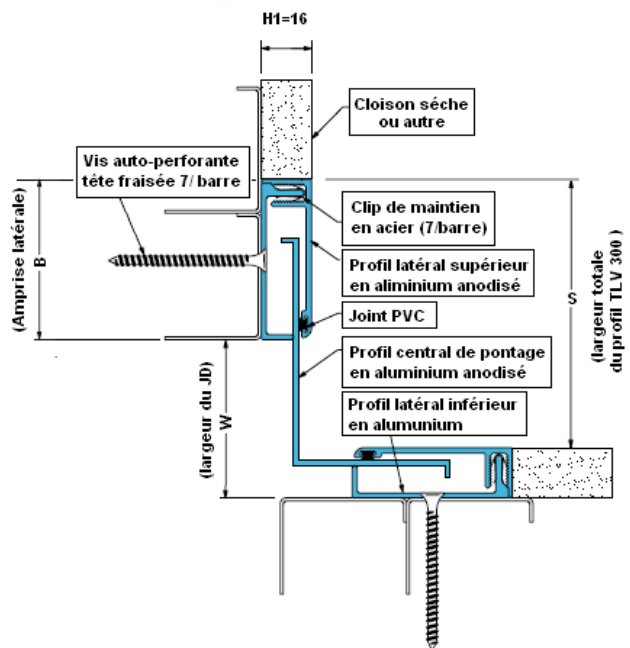 H1=16
Cloison séche
ou autre
Vis auto-perforante
tête fraisée 7/ barre
Clip de maintien
en acier (7/barre)
Profil latéral supérieur
en aliminium anodisé
Joint PVC
Profil central de pontage
en aluminium anodisé
Profil latéral inférieur
en alumunium
(Amprise latérale)
B
(largeur du JD)
W
S
(largeur totale
du profil TLV 300 )